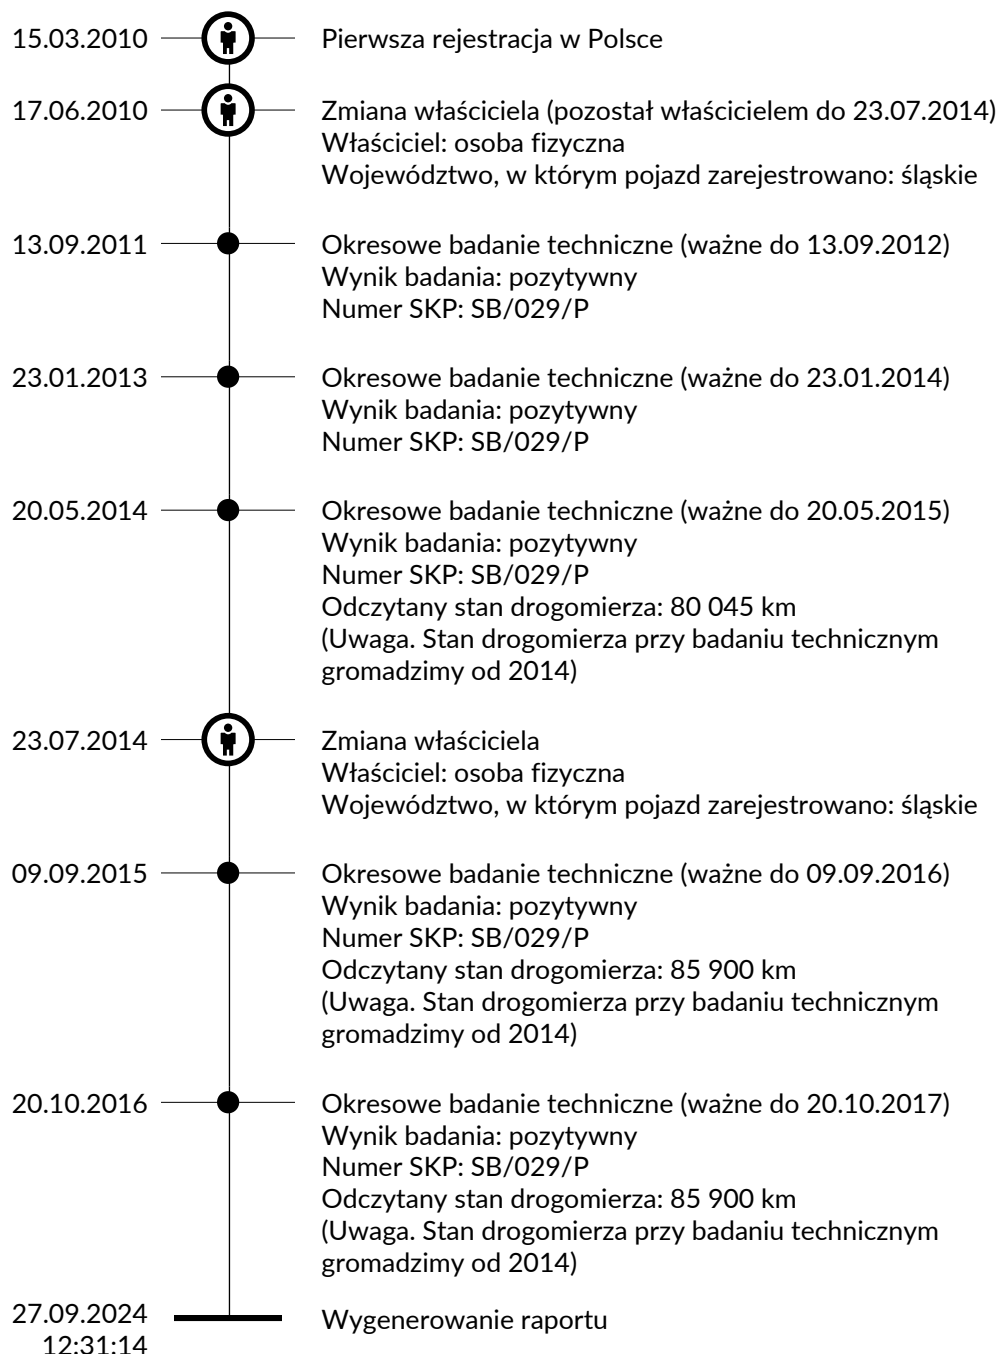 15.03.2010 Pierwsza rejestracja w Polsce
17.06.2010 Zmiana właściciela (pozostał właścicielem do 23.07.2014)
Właściciel: osoba fizyczna
Województwo, w którym pojazd zarejestrowano: śląskie
13.09.2011 Okresowe badanie techniczne (ważne do 13.09.2012)
Wynik badania: pozytywny
Numer SKP: SB/029/P
23.01.2013 Okresowe badanie techniczne (ważne do 23.01.2014)
Wynik badania: pozytywny
Numer SKP: SB/029/P
20.05.2014 Okresowe badanie techniczne (ważne do 20.05.2015)
Wynik badania: pozytywny
Numer SKP: SB/029/P
Odczytany stan drogomierza: 80 045 km
(Uwaga. Stan drogomierza przy badaniu technicznym
gromadzimy od 2014)
23.07.2014 Zmiana właściciela
Właściciel: osoba fizyczna
Województwo, w którym pojazd zarejestrowano: śląskie
09.09.2015 Okresowe badanie techniczne (ważne do 09.09.2016)
Wynik badania: pozytywny
Numer SKP: SB/029/P
Odczytany stan drogomierza: 85 900 km
(Uwaga. Stan drogomierza przy badaniu technicznym
gromadzimy od 2014)
20.10.2016 Okresowe badanie techniczne (ważne do 20.10.2017)
Wynik badania: pozytywny
Numer SKP: SB/029/P
Odczytany stan drogomierza: 85 900 km
(Uwaga. Stan drogomierza przy badaniu technicznym
gromadzimy od 2014)
27.09.2024 Wygenerowanie raportu
12:31:14